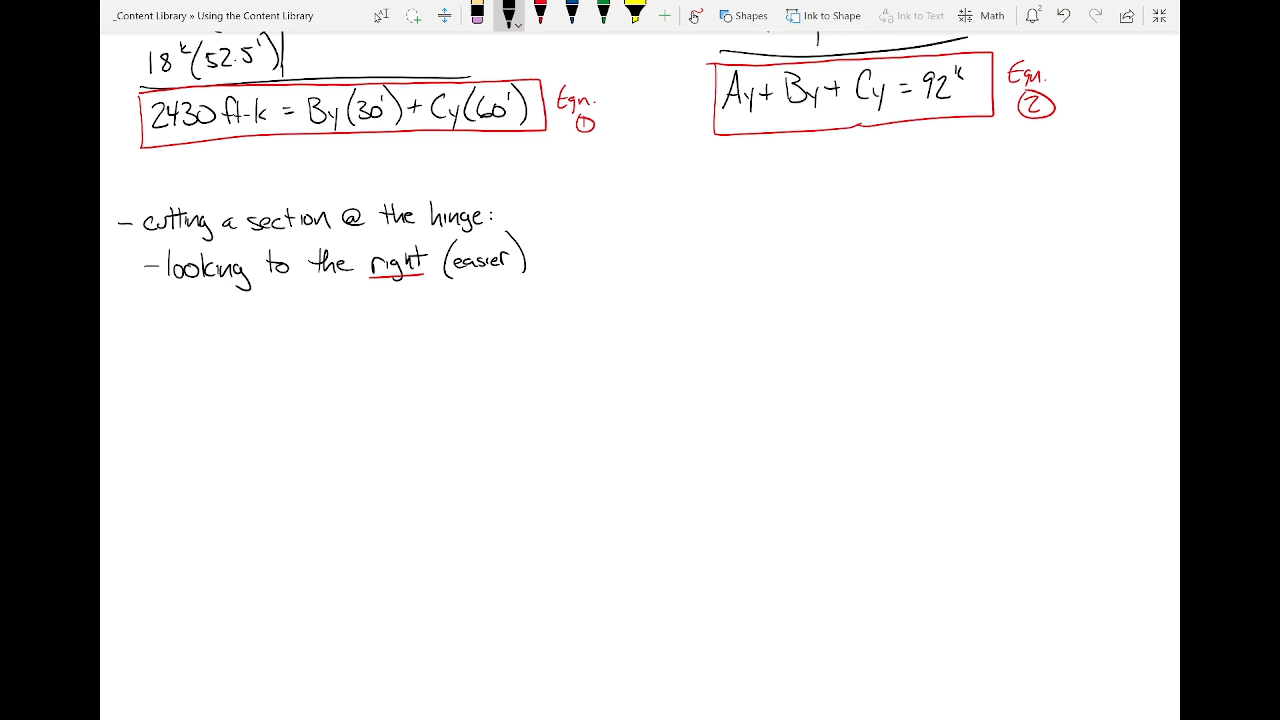 _Content Library » Using the Content Library
Shapes
Ink to Shape
Ink to Text
Math
2
18ᵏ(52.5')
2430 ft-k = By(30') + Cy(60')
Eqn.
①
Ay + By + Cy = 92ᵏ
Eqn.
②
- cutting a section @ the hinge:
- looking to the right (easier)